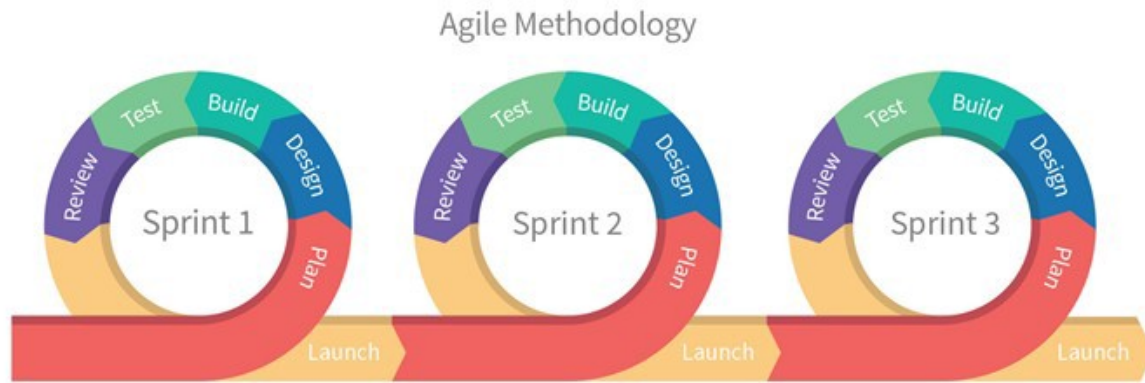 Agile Methodology
Sprint 1
Plan
Design
Build
Test
Review
Launch
Sprint 2
Plan
Design
Build
Test
Review
Launch
Sprint 3
Plan
Design
Build
Test
Review
Launch